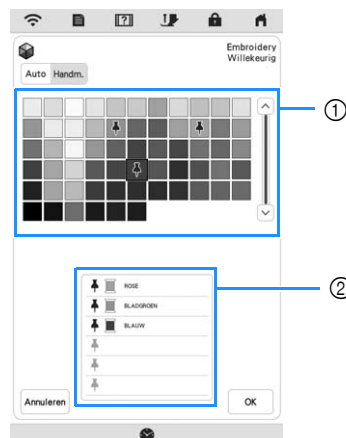 Embroidery
Willekeurig
Auto Handm.
①
ROSE
②
BLADGROEN
BLAUW
Annuleren OK